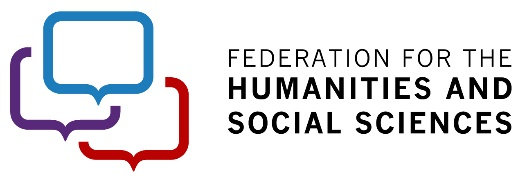 FEDERATION FOR THE
HUMANITIES AND
SOCIAL SCIENCES